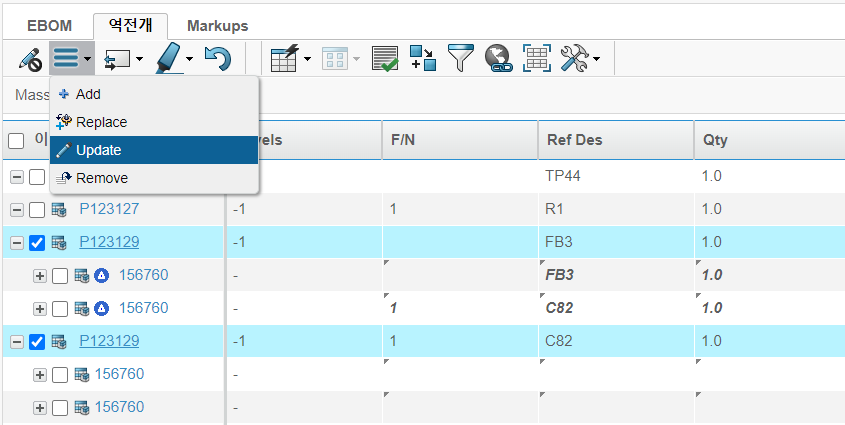 EBOM 역전개 Markups
Mass
Add
Replace
Update
Remove
이 vels F/N Ref Des Qty
TP44 1.0
P123127 -1 1 R1 1.0
P123129 -1 FB3 1.0
156760 - FB3 1.0
156760 - 1 C82 1.0
P123129 -1 1 C82 1.0
156760 -
156760 -